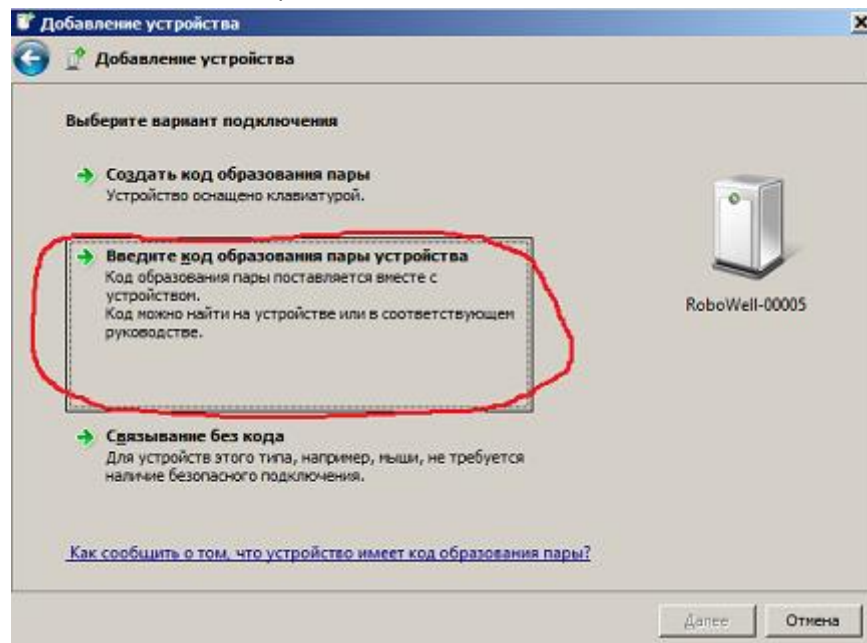 Добавление устройства
Добавление устройства
Выберите вариант подключения
Создать код образования пары
Устройство оснащено клавиатурой.
Введите код образования пары устройства
Код образования пары поставляется вместе с
устройством.
Код можно найти на устройстве или в соответствующем
руководстве.
RoboWell-00005
Связывание без кода
Для устройств этого типа, например, мыши, не требуется
наличие безопасного подключения.
Как сообщить о том, что устройство имеет код образования пары?
Далее
Отмена